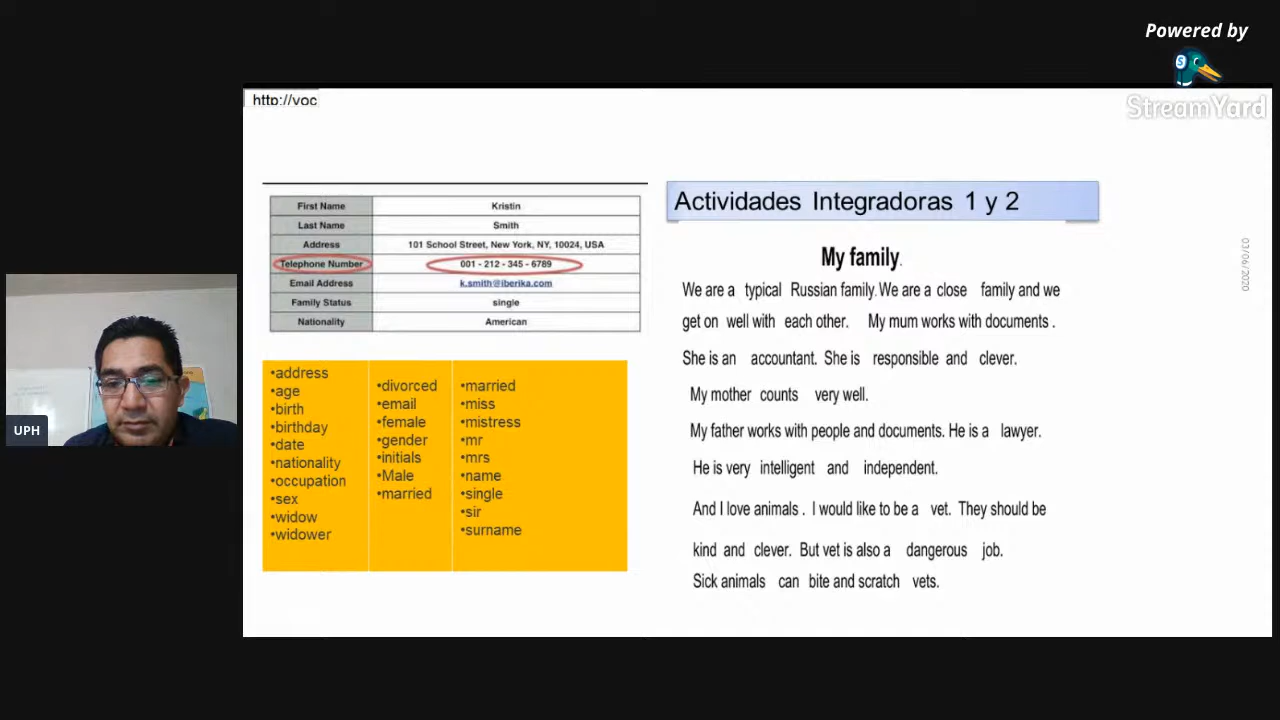 Powered by
StreamYard
http://voc
First Name Kristin
Last Name Smith
Address 101 School Street, New York, NY, 10024, USA
Telephone Number 001 - 212 - 345 - 6789
Email Address k.smith@iberika.com
Family Status single
Nationality American
•address
•age
•birth
•birthday
•date
•nationality
•occupation
•sex
•widow
•widower
•divorced
•email
•female
•gender
•initials
•Male
•married
•married
•miss
•mistress
•mr
•mrs
•name
•single
•sir
•surname
Actividades Integradoras 1 y 2
My family.
We are a typical Russian family. We are a close family and we
get on well with each other. My mum works with documents .
She is an accountant. She is responsible and clever.
My mother counts very well.
My father works with people and documents. He is a lawyer.
He is very intelligent and independent.
And I love animals . I would like to be a vet. They should be
kind and clever. But vet is also a dangerous job.
Sick animals can bite and scratch vets.
03/06/2020
UPH